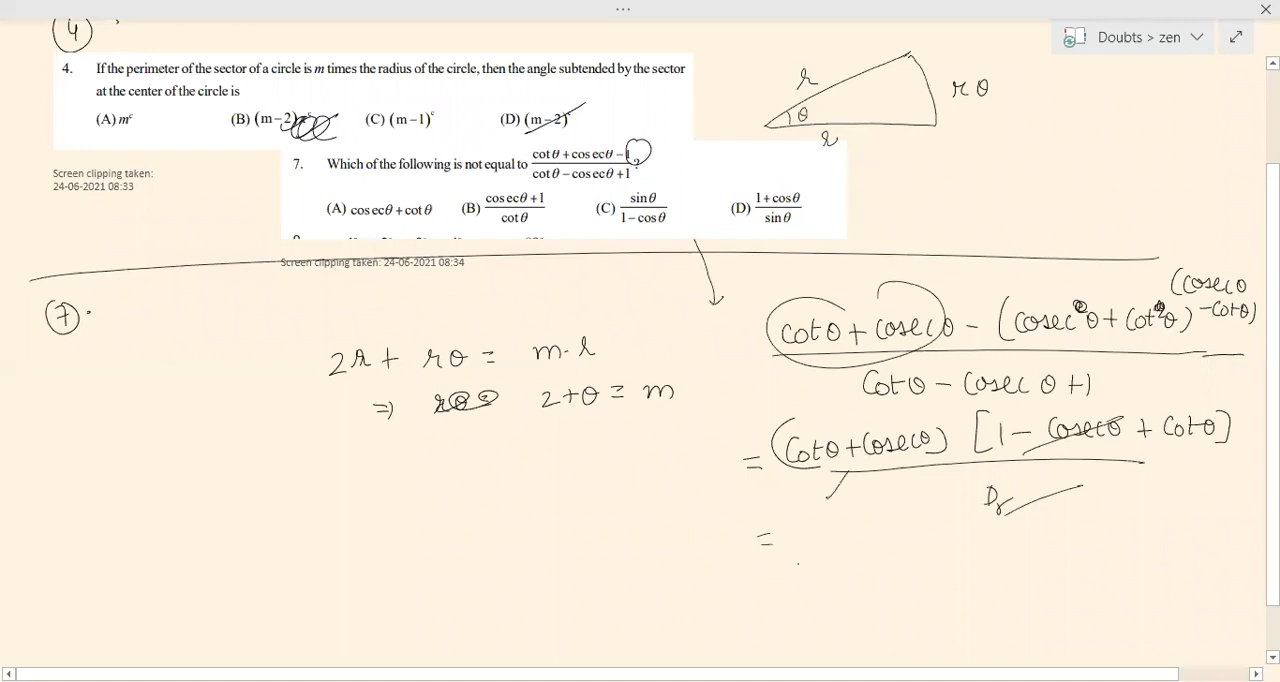 (4)
Doubts > zen
4. If the perimeter of the sector of a circle is m times the radius of the circle, then the angle subtended by the sector
at the center of the circle is
(A) mᶜ (B) (m−2) (C) (m−1)ᶜ (D) (m−2)ᶜ
r
θ
r
rθ
Screen clipping taken:
24-06-2021 08:33
7. Which of the following is not equal to (cotθ + cosecθ − 1)/(cotθ − cosecθ + 1)?
(A) cosecθ + cotθ (B) (cosecθ + 1)/cotθ (C) sinθ/(1 − cosθ) (D) (1 + cosθ)/sinθ
Screen clipping taken: 24-06-2021 08:34
(7).
2r + rθ = m·r
⇒ 2+θ = m
(cosecθ
−cotθ)
cotθ + cosecθ − (cosecθ + cotθ)
cotθ − cosecθ + 1
= (cotθ + cosecθ) [1 − cosecθ + cotθ]
Dr
=